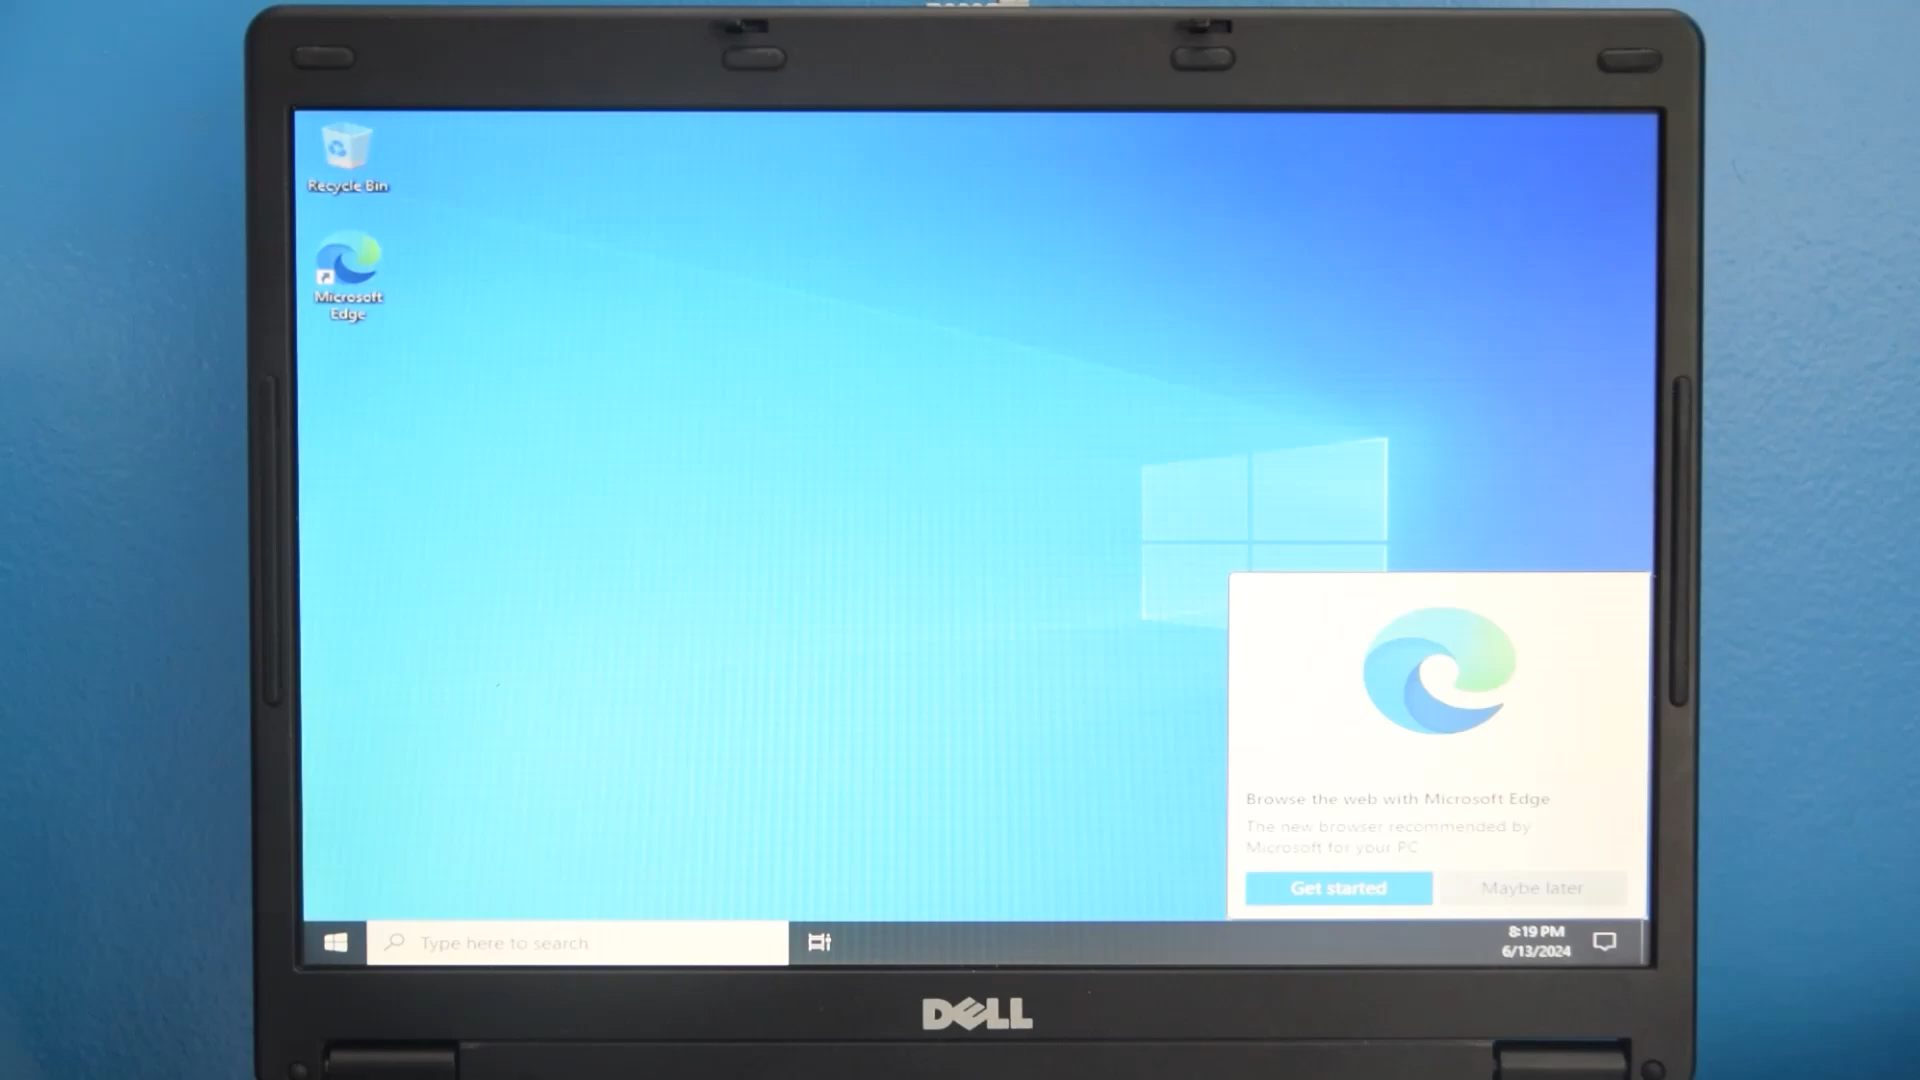 Recycle Bin
Microsoft
Edge
Browse the web with Microsoft Edge
The new browser recommended by
Microsoft for your PC
Get started
Maybe later
Type here to search
8:19 PM
6/13/2024
DELL